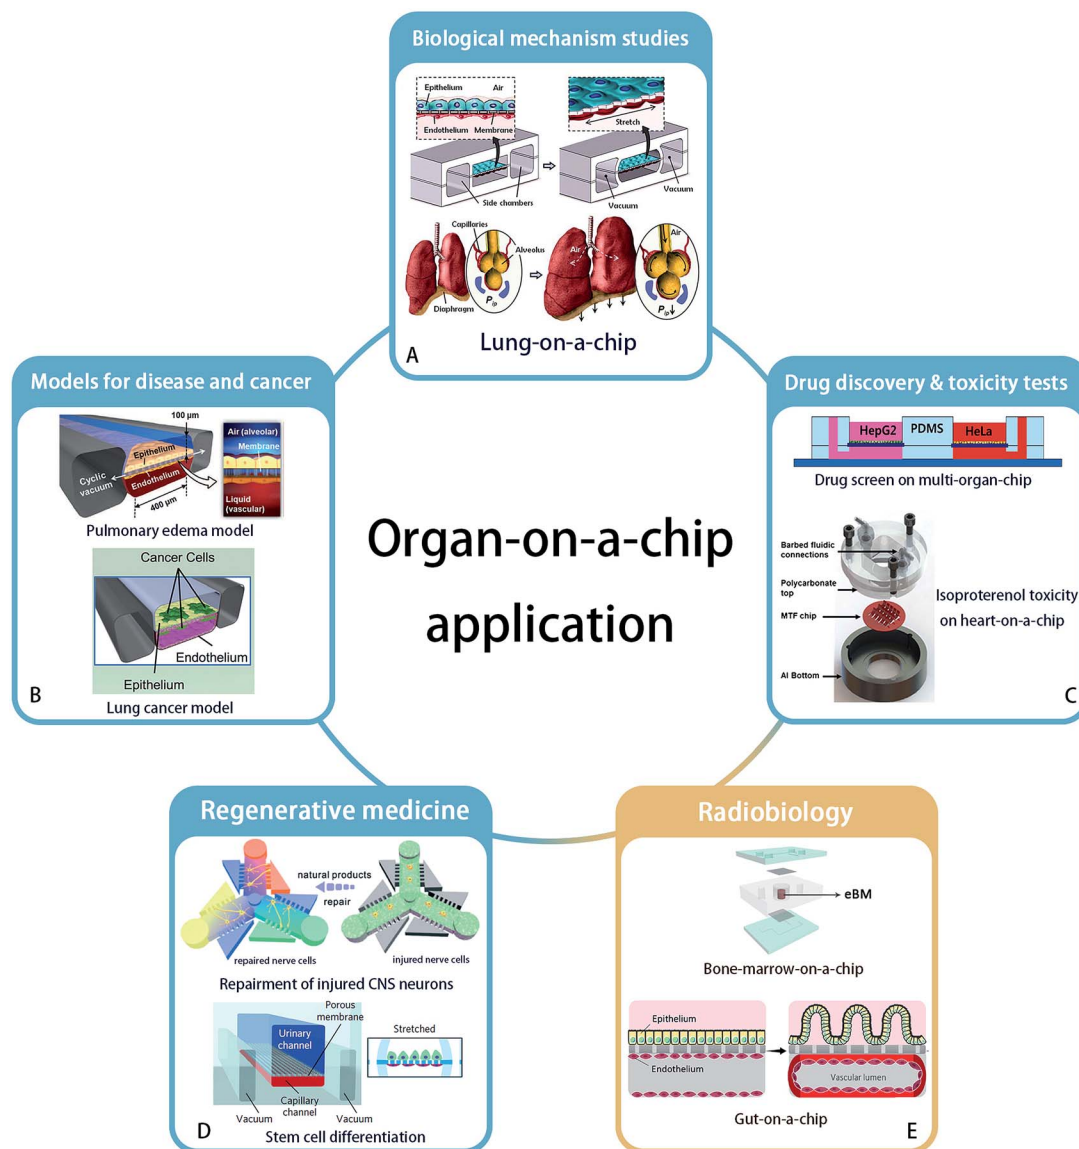 Biological mechanism studies
Epithelium
Air
Endothelium
Membrane
Stretch
Side chambers
Vacuum
Vacuum
Capillaries
Alveolus
Pip
Diaphragm
Air
Air
Pip↓
Lung-on-a-chip
A
Models for disease and cancer
100 μm
Air (alveolar)
Membrane
Epithelium
Endothelium
Cyclic
vacuum
400 μm
Liquid
(vascular)
Pulmonary edema model
Cancer Cells
Endothelium
Epithelium
Lung cancer model
B
Organ-on-a-chip
application
Drug discovery & toxicity tests
HepG2
PDMS
HeLa
Drug screen on multi-organ-chip
Barbed fluidic
connections
Polycarbonate
top
MTF chip
Al Bottom
Isoproterenol toxicity
on heart-on-a-chip
C
Regenerative medicine
natural products
repair
repaired nerve cells
injured nerve cells
Repairment of injured CNS neurons
Porous
membrane
Urinary
channel
Stretched
Capillary
channel
Vacuum
Vacuum
Stem cell differentiation
D
Radiobiology
eBM
Bone-marrow-on-a-chip
Epithelium
Endothelium
Vascular lumen
Gut-on-a-chip
E